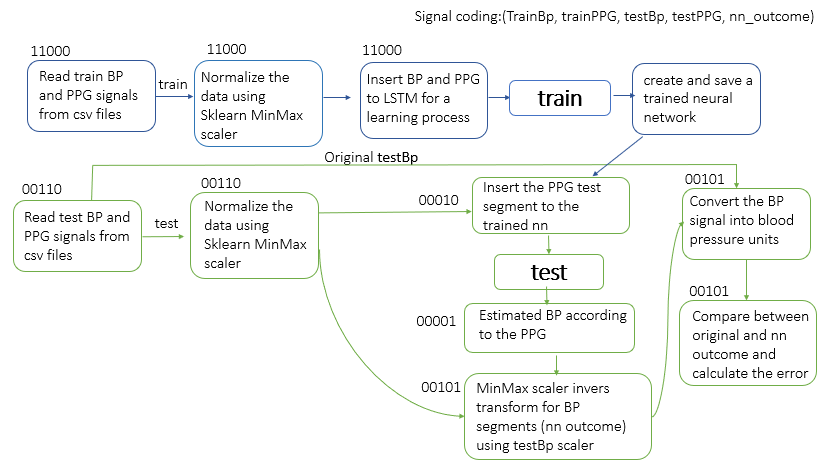 Signal coding:(TrainBp, trainPPG, testBp, testPPG, nn_outcome)
11000
Read train BP
and PPG signals
from csv files
train
11000
Normalize the
data using
Sklearn MinMax
scaler
11000
Insert BP and PPG
to LSTM for a
learning process
train
create and save a
trained neural
network
Original testBp
00110
Read test BP and
PPG signals from
csv files
test
00110
Normalize the
data using
Sklearn MinMax
scaler
00010
Insert the PPG test
segment to the
trained nn
test
00001
Estimated BP according
to the PPG
00101
MinMax scaler invers
transform for BP
segments (nn outcome)
using testBp scaler
00101
Convert the BP
signal into blood
pressure units
00101
Compare between
original and nn
outcome and
calculate the error